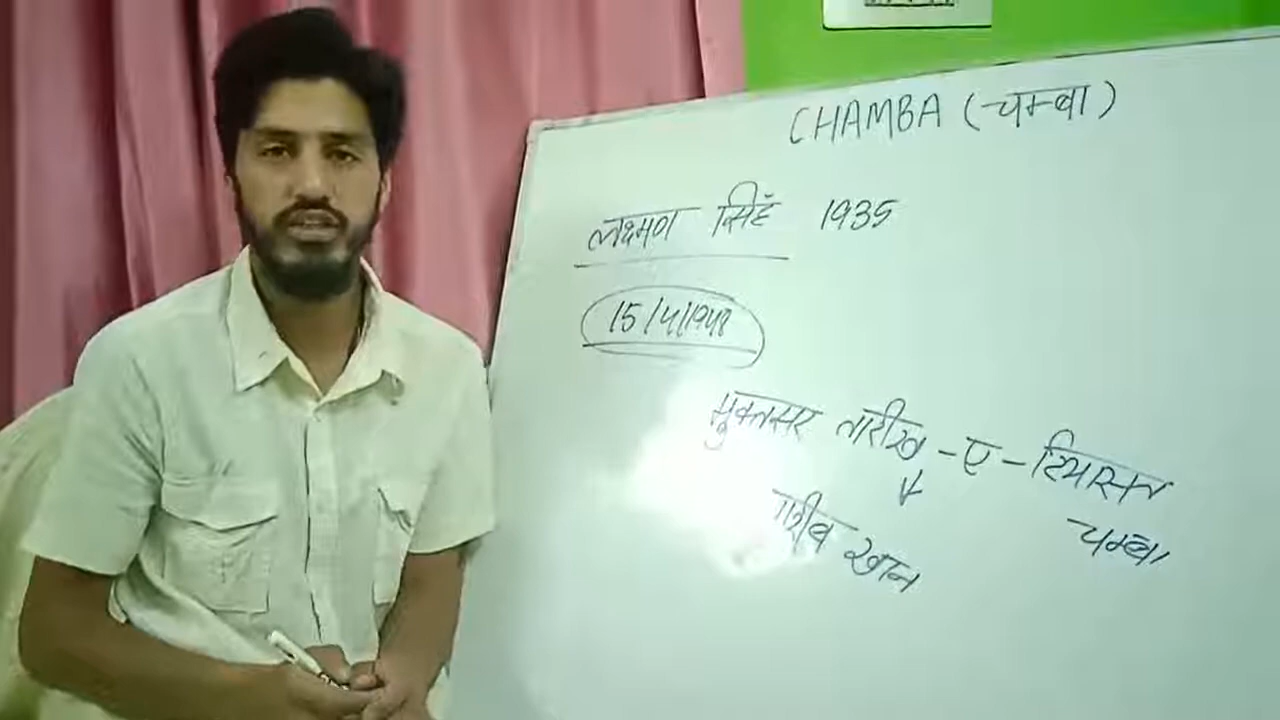 CHAMBA (चम्बा)
लक्ष्मण सिंह 1935
15/4/1948
मुक्तसर तारीख - ए - रियासत
चम्बा
गरीब खान